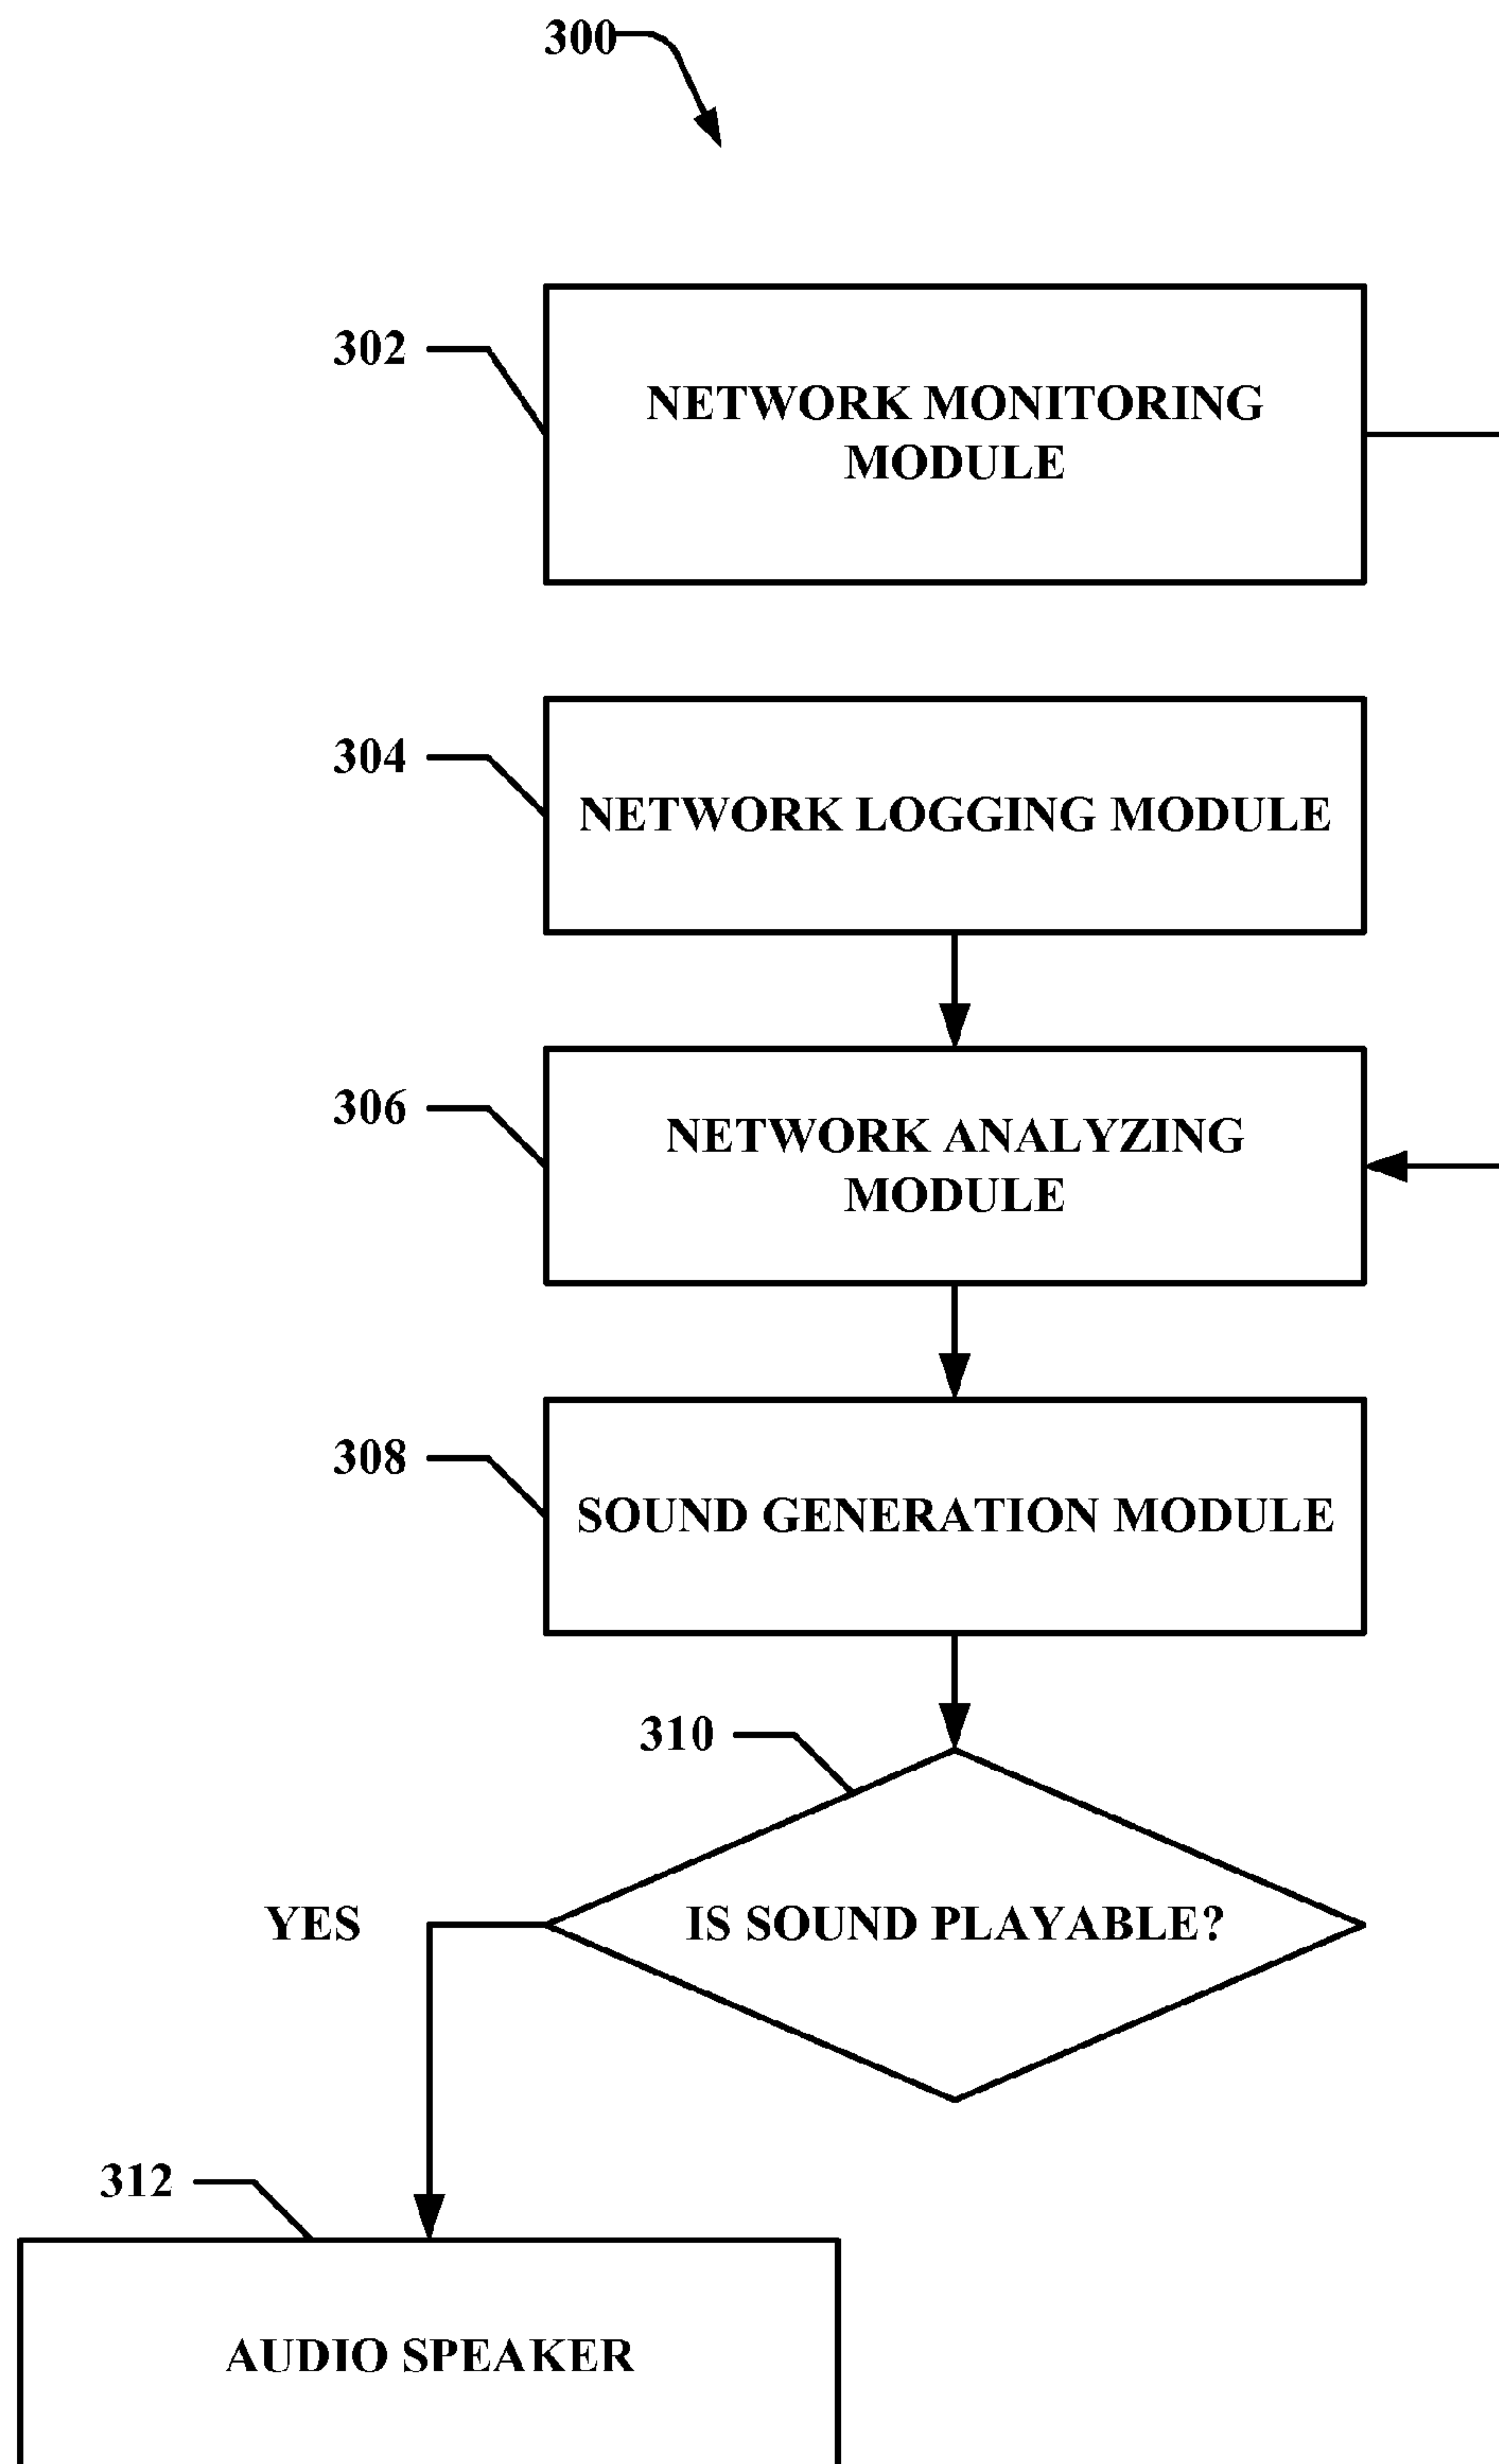 300
302
NETWORK MONITORING
MODULE
304
NETWORK LOGGING MODULE
306
NETWORK ANALYZING
MODULE
308
SOUND GENERATION MODULE
310
YES
IS SOUND PLAYABLE?
312
AUDIO SPEAKER